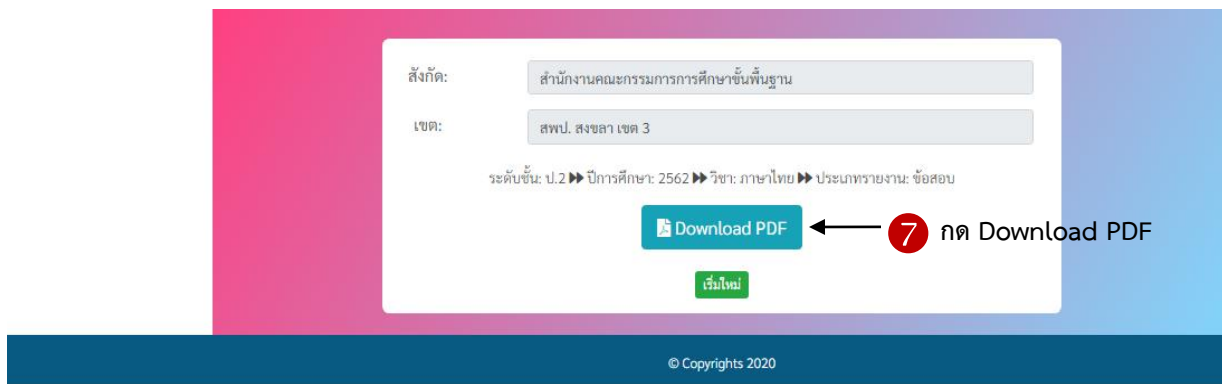 สังกัด: สำนักงานคณะกรรมการการศึกษาขั้นพื้นฐาน
เขต: สพป. สงขลา เขต 3
ระดับชั้น: ป.2 ▶▶ ปีการศึกษา: 2562 ▶▶ วิชา: ภาษาไทย ▶▶ ประเภทรายงาน: ข้อสอบ
Download PDF
7 กด Download PDF
เริ่มใหม่
© Copyrights 2020